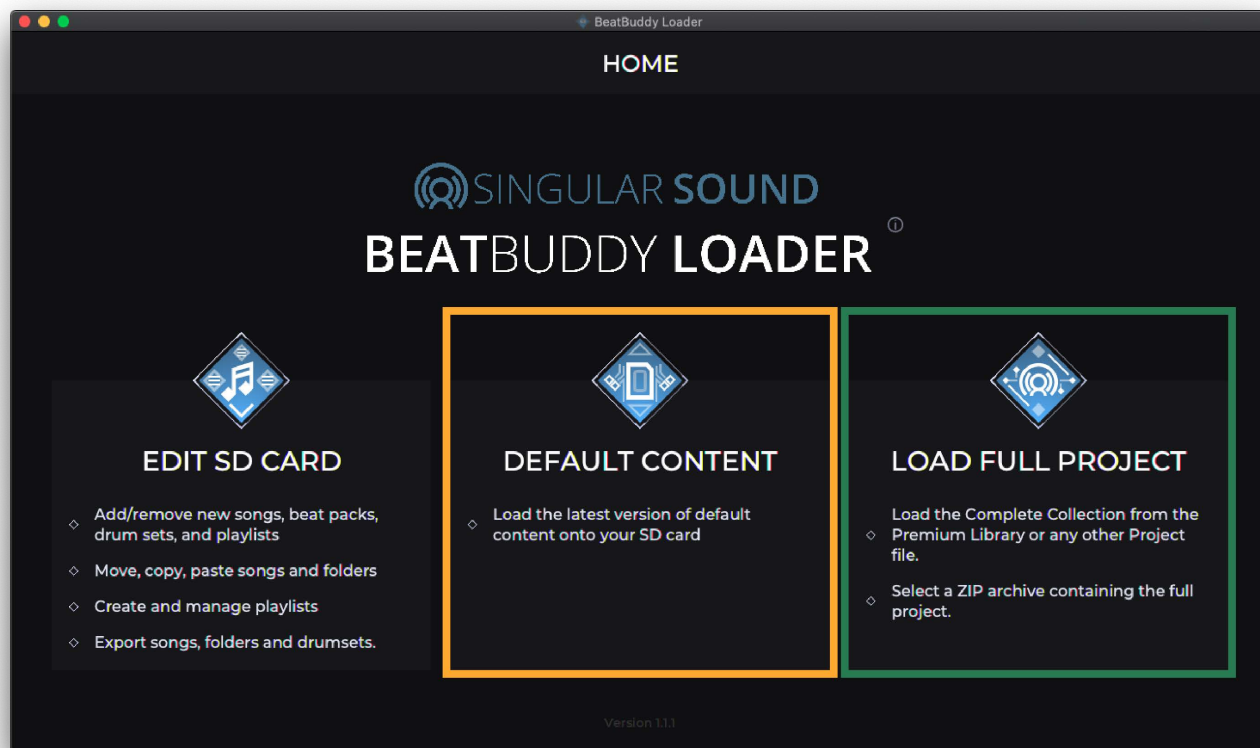 BeatBuddy Loader
HOME
SINGULAR SOUND
BEATBUDDY LOADER
EDIT SD CARD
Add/remove new songs, beat packs,
drum sets, and playlists
Move, copy, paste songs and folders
Create and manage playlists
Export songs, folders and drumsets.
DEFAULT CONTENT
Load the latest version of default
content onto your SD card
LOAD FULL PROJECT
Load the Complete Collection from the
Premium Library or any other Project
file.
Select a ZIP archive containing the full
project.
Version 1.1.1